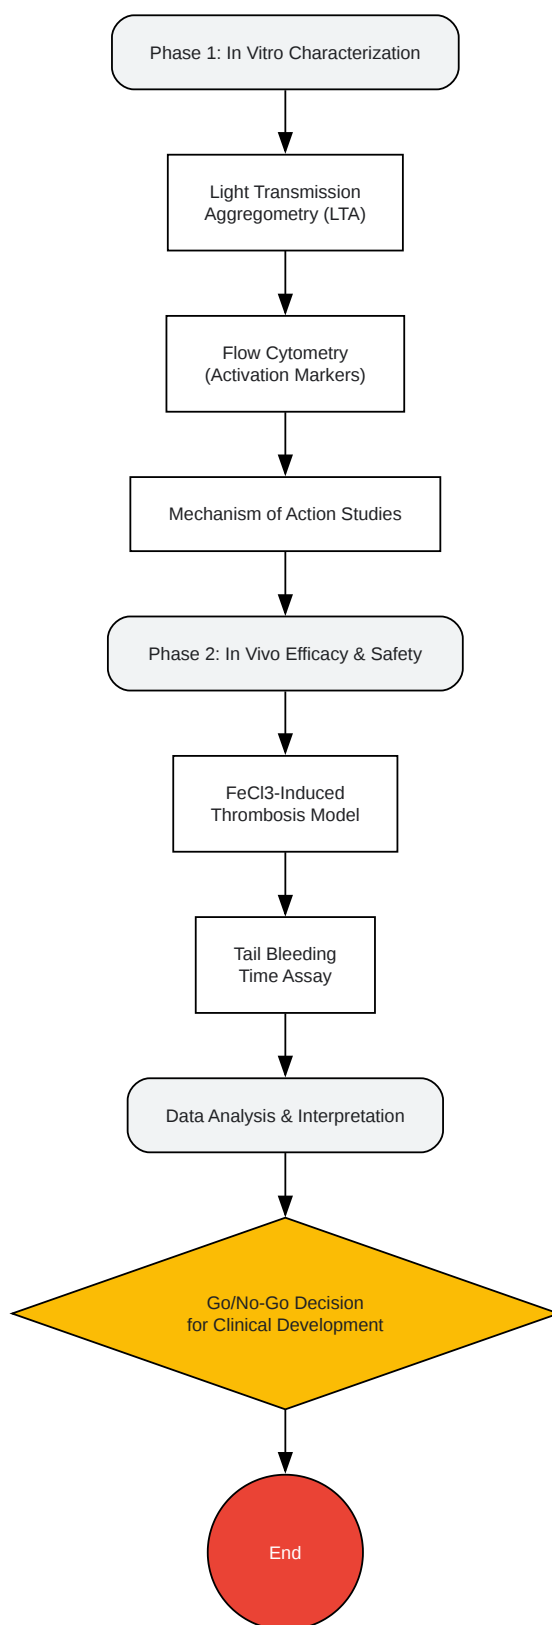 Phase 1: In Vitro Characterization
Light Transmission
Aggregometry (LTA)
Flow Cytometry
(Activation Markers)
Mechanism of Action Studies
Phase 2: In Vivo Efficacy & Safety
FeCl3-Induced
Thrombosis Model
Tail Bleeding
Time Assay
Data Analysis & Interpretation
Go/No-Go Decision
for Clinical Development
End